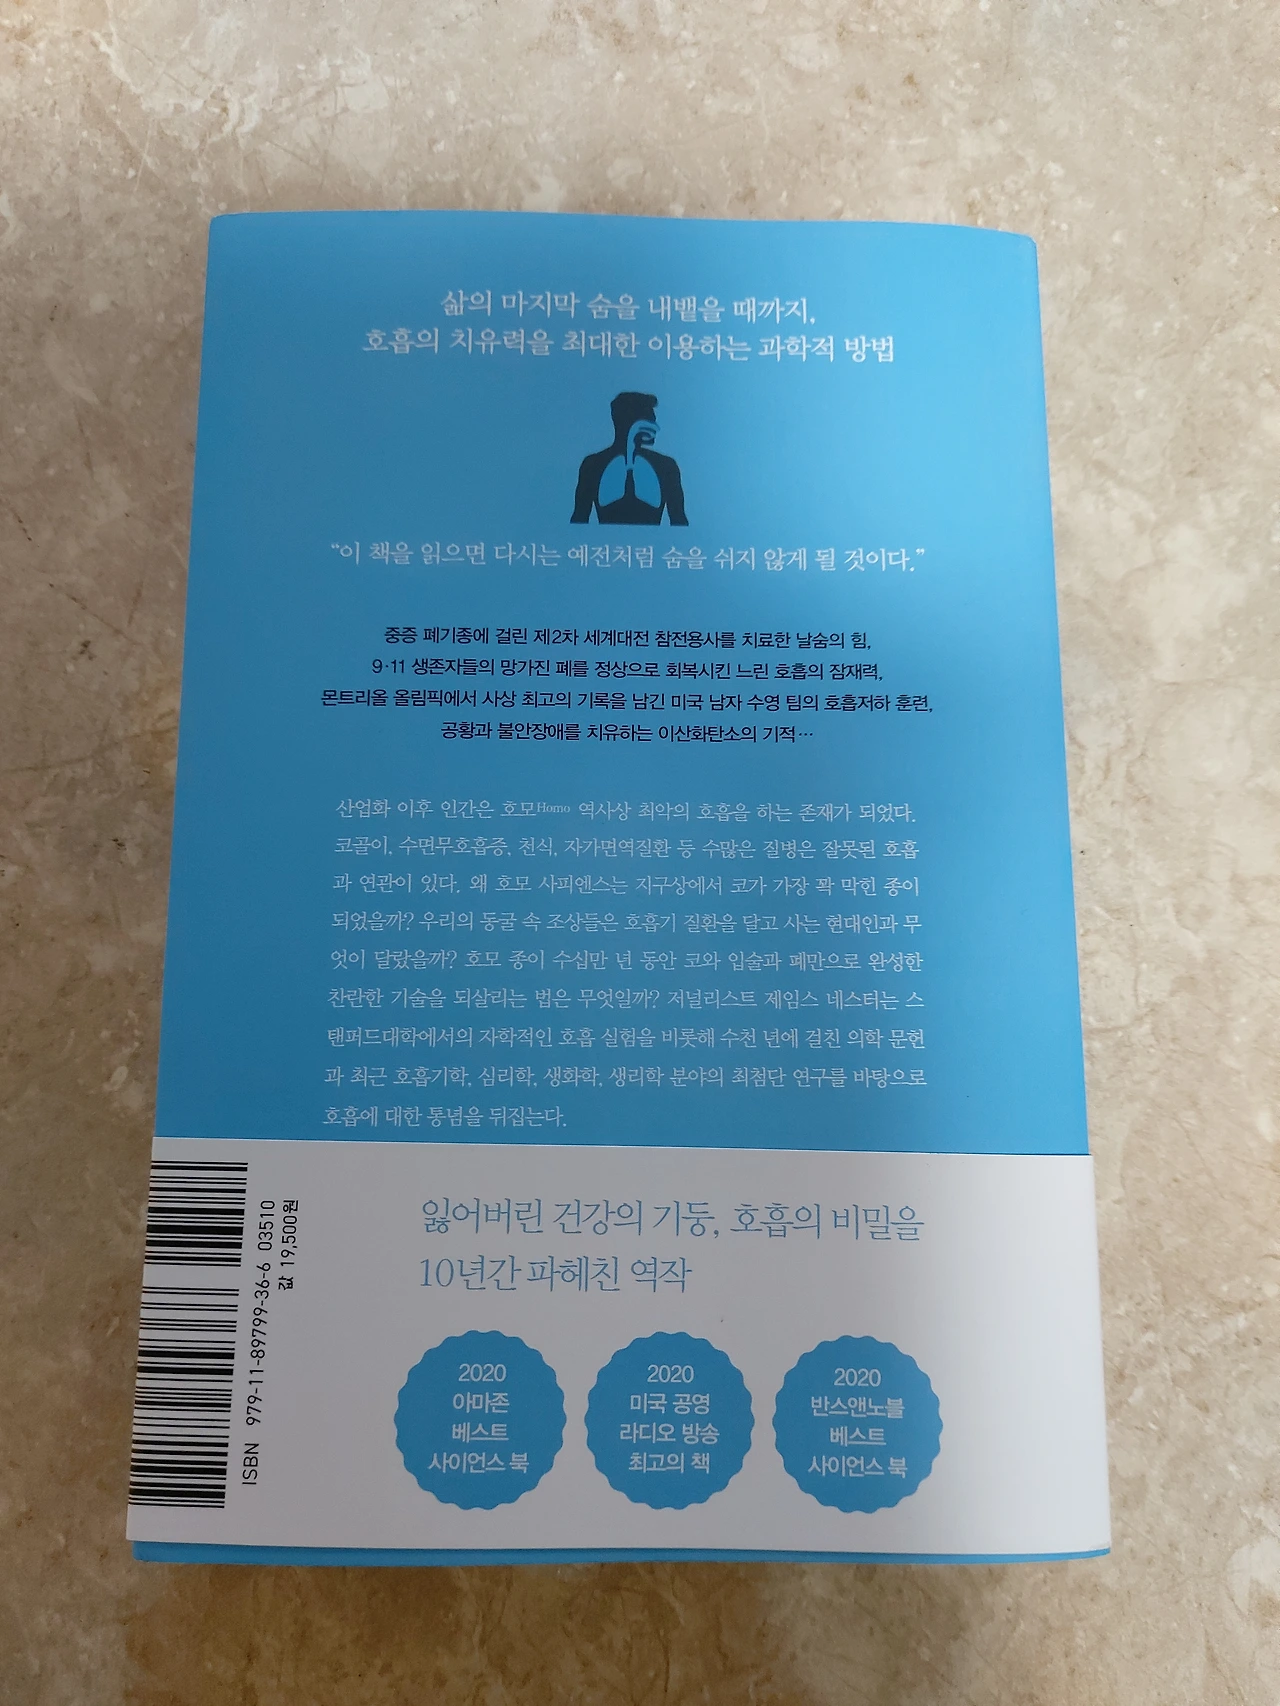 삶의 마지막 숨을 내뱉을 때까지,
호흡의 치유력을 최대한 이용하는 과학적 방법
“이 책을 읽으면 다시는 예전처럼 숨을 쉬지 않게 될 것이다.”
중증 폐기종에 걸린 제2차 세계대전 참전용사를 치료한 날숨의 힘,
9·11 생존자들의 망가진 폐를 정상으로 회복시킨 느린 호흡의 잠재력,
몬트리올 올림픽에서 사상 최고의 기록을 남긴 미국 남자 수영 팀의 호흡저하 훈련,
공황과 불안장애를 치유하는 이산화탄소의 기적…
산업화 이후 인간은 호모Homo 역사상 최악의 호흡을 하는 존재가 되었다.
코골이, 수면무호흡증, 천식, 자가면역질환 등 수많은 질병은 잘못된 호흡
과 연관이 있다. 왜 호모 사피엔스는 지구상에서 코가 가장 꽉 막힌 종이
되었을까? 우리의 동굴 속 조상들은 호흡기 질환을 달고 사는 현대인과 무
엇이 달랐을까? 호모 종이 수십만 년 동안 코와 입술과 폐만으로 완성한
찬란한 기술을 되살리는 법은 무엇일까? 저널리스트 제임스 네스터는 스
탠퍼드대학에서의 자학적인 호흡 실험을 비롯해 수천 년에 걸친 의학 문헌
과 최근 호흡기학, 심리학, 생화학, 생리학 분야의 최첨단 연구를 바탕으로
호흡에 대한 통념을 뒤집는다.
잃어버린 건강의 기둥, 호흡의 비밀을
10년간 파헤친 역작
2020
아마존
베스트
사이언스 북
2020
미국 공영
라디오 방송
최고의 책
2020
반스앤노블
베스트
사이언스 북
ISBN 979-11-89799-36-6 03510
값 19,500원